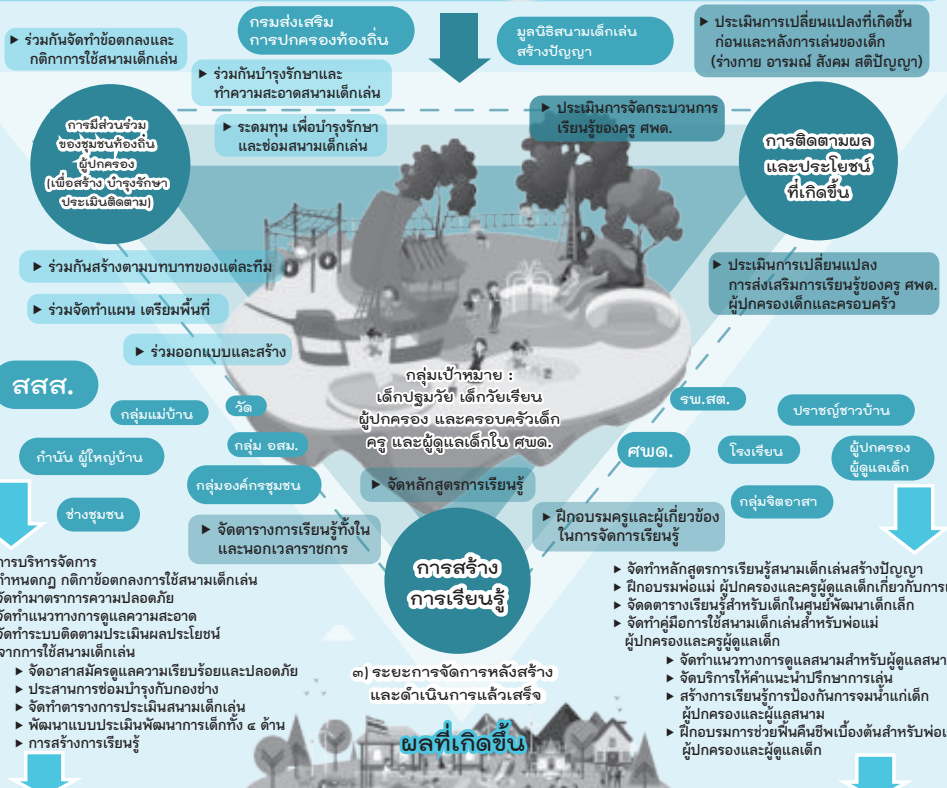 ▶ ร่วมกันจัดทำข้อตกลงและ
กติกาการใช้สนามเด็กเล่น
กรมส่งเสริม
การปกครองท้องถิ่น
มูลนิธิสนามเด็กเล่น
สร้างปัญญา
▶ ประเมินการเปลี่ยนแปลงที่เกิดขึ้น
ก่อนและหลังการเล่นของเด็ก
(ร่างกาย อารมณ์ สังคม สติปัญญา)
▶ ร่วมกันบำรุงรักษาและ
ทำความสะอาดสนามเด็กเล่น
▶ ระดมทุน เพื่อบำรุงรักษา
และซ่อมสนามเด็กเล่น
▶ ประเมินการจัดกระบวนการ
เรียนรู้ของครู ศพด.
การมีส่วนร่วม
ของชุมชนท้องถิ่น
ผู้ปกครอง
(เพื่อสร้าง บำรุงรักษา
ประเมินติดตาม)
การติดตามผล
และประโยชน์
ที่เกิดขึ้น
▶ ร่วมกันสร้างตามบทบาทของแต่ละทีม
▶ ร่วมจัดทำแผน เตรียมพื้นที่
▶ ร่วมออกแบบและสร้าง
▶ ประเมินการเปลี่ยนแปลง
การส่งเสริมการเรียนรู้ของครู ศพด.
ผู้ปกครองเด็กและครอบครัว
กลุ่มเป้าหมาย :
เด็กปฐมวัย เด็กวัยเรียน
ผู้ปกครอง และครอบครัวเด็ก
ครู และผู้ดูแลเด็กใน ศพด.
สสส.
กลุ่มแม่บ้าน
วัด
กลุ่ม อสม.
กำนัน ผู้ใหญ่บ้าน
กลุ่มองค์กรชุมชน
ช่างชุมชน
รพ.สต.
ปราชญ์ชาวบ้าน
ศพด.
โรงเรียน
ผู้ปกครอง
ผู้ดูแลเด็ก
กลุ่มจิตอาสา
▶ จัดหลักสูตรการเรียนรู้
▶ จัดตารางการเรียนรู้ทั้งใน
และนอกเวลาราชการ
▶ ฝึกอบรมครูและผู้เกี่ยวข้อง
ในการจัดการเรียนรู้
การสร้าง
การเรียนรู้
การบริหารจัดการ
กำหนดกฎ กติกาข้อตกลงการใช้สนามเด็กเล่น
จัดทำมาตราการความปลอดภัย
จัดทำแนวทางการดูแลความสะอาด
จัดทำระบบติดตามประเมินผลประโยชน์
จากการใช้สนามเด็กเล่น
▶ จัดอาสาสมัครดูแลความเรียบร้อยและปลอดภัย
▶ ประสานการซ่อมบำรุงกับกองช่าง
▶ จัดทำตารางการประเมินสนามเด็กเล่น
▶ พัฒนาแบบประเมินพัฒนาการเด็กทั้ง ๔ ด้าน
▶ การสร้างการเรียนรู้
▶ จัดทำหลักสูตรการเรียนรู้สนามเด็กเล่นสร้างปัญญา
▶ ฝึกอบรมพ่อแม่ ผู้ปกครองและครูผู้ดูแลเด็กเกี่ยวกับการ
▶ จัดตารางเรียนรู้สำหรับเด็กในศูนย์พัฒนาเด็กเล็ก
▶ จัดทำคู่มือการใช้สนามเด็กเล่นสำหรับพ่อแม่
ผู้ปกครองและครูผู้ดูแลเด็ก
▶ จัดทำแนวทางการดูแลสนามสำหรับผู้ดูแลสนา
▶ จัดบริการให้คำแนะนำปรึกษาการเล่น
▶ สร้างการเรียนรู้การป้องกันการจมน้ำแก่เด็ก
ผู้ปกครองและผู้แลสนาม
▶ ฝึกอบรมการช่วยฟื้นคืนชีพเบื้องต้นสำหรับพ่อแ
ผู้ปกครองและผู้ดูแลเด็ก
๓) ระยะการจัดการหลังสร้าง
และดำเนินการแล้วเสร็จ
ผลที่เกิดขึ้น